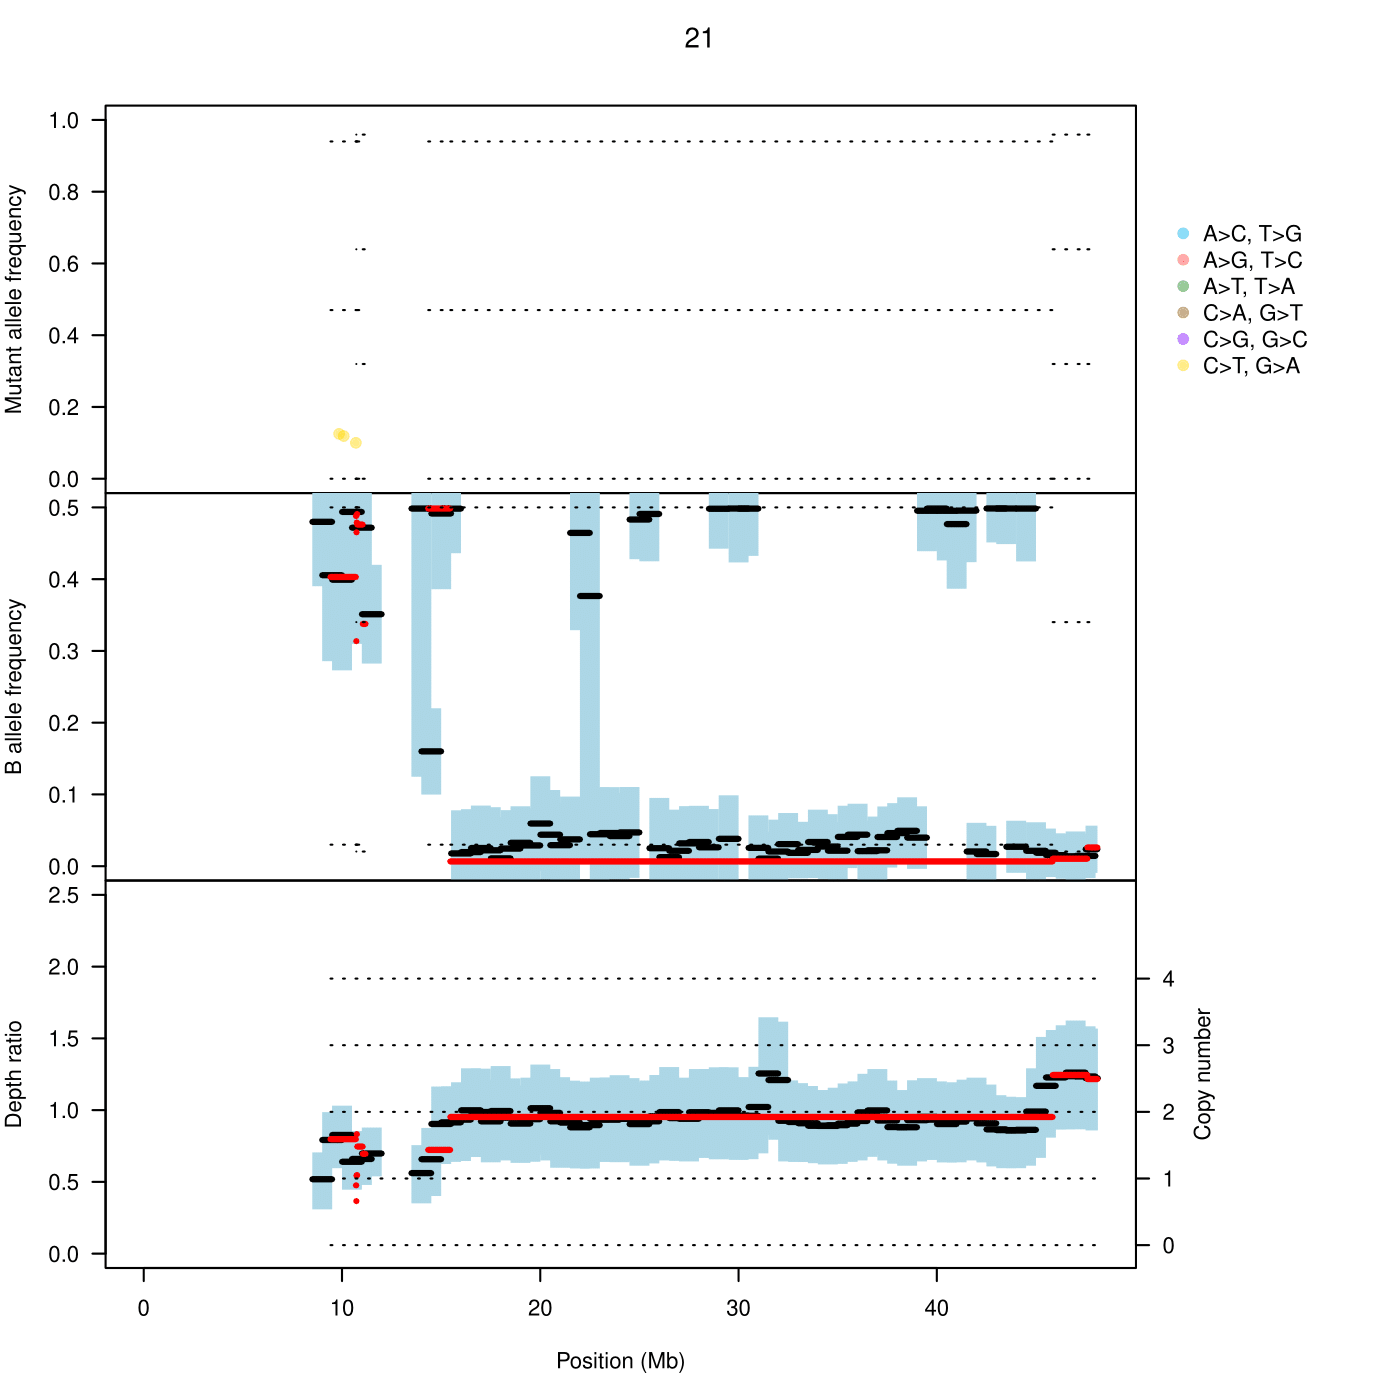 21
Mutant allele frequency
1.0
0.8
0.6
0.4
0.2
0.0
A>C, T>G
A>G, T>C
A>T, T>A
C>A, G>T
C>G, G>C
C>T, G>A
B allele frequency
0.5
0.4
0.3
0.2
0.1
0.0
Depth ratio
2.5
2.0
1.5
1.0
0.5
0.0
Copy number
4
3
2
1
0
0 10 20 30 40
Position (Mb)